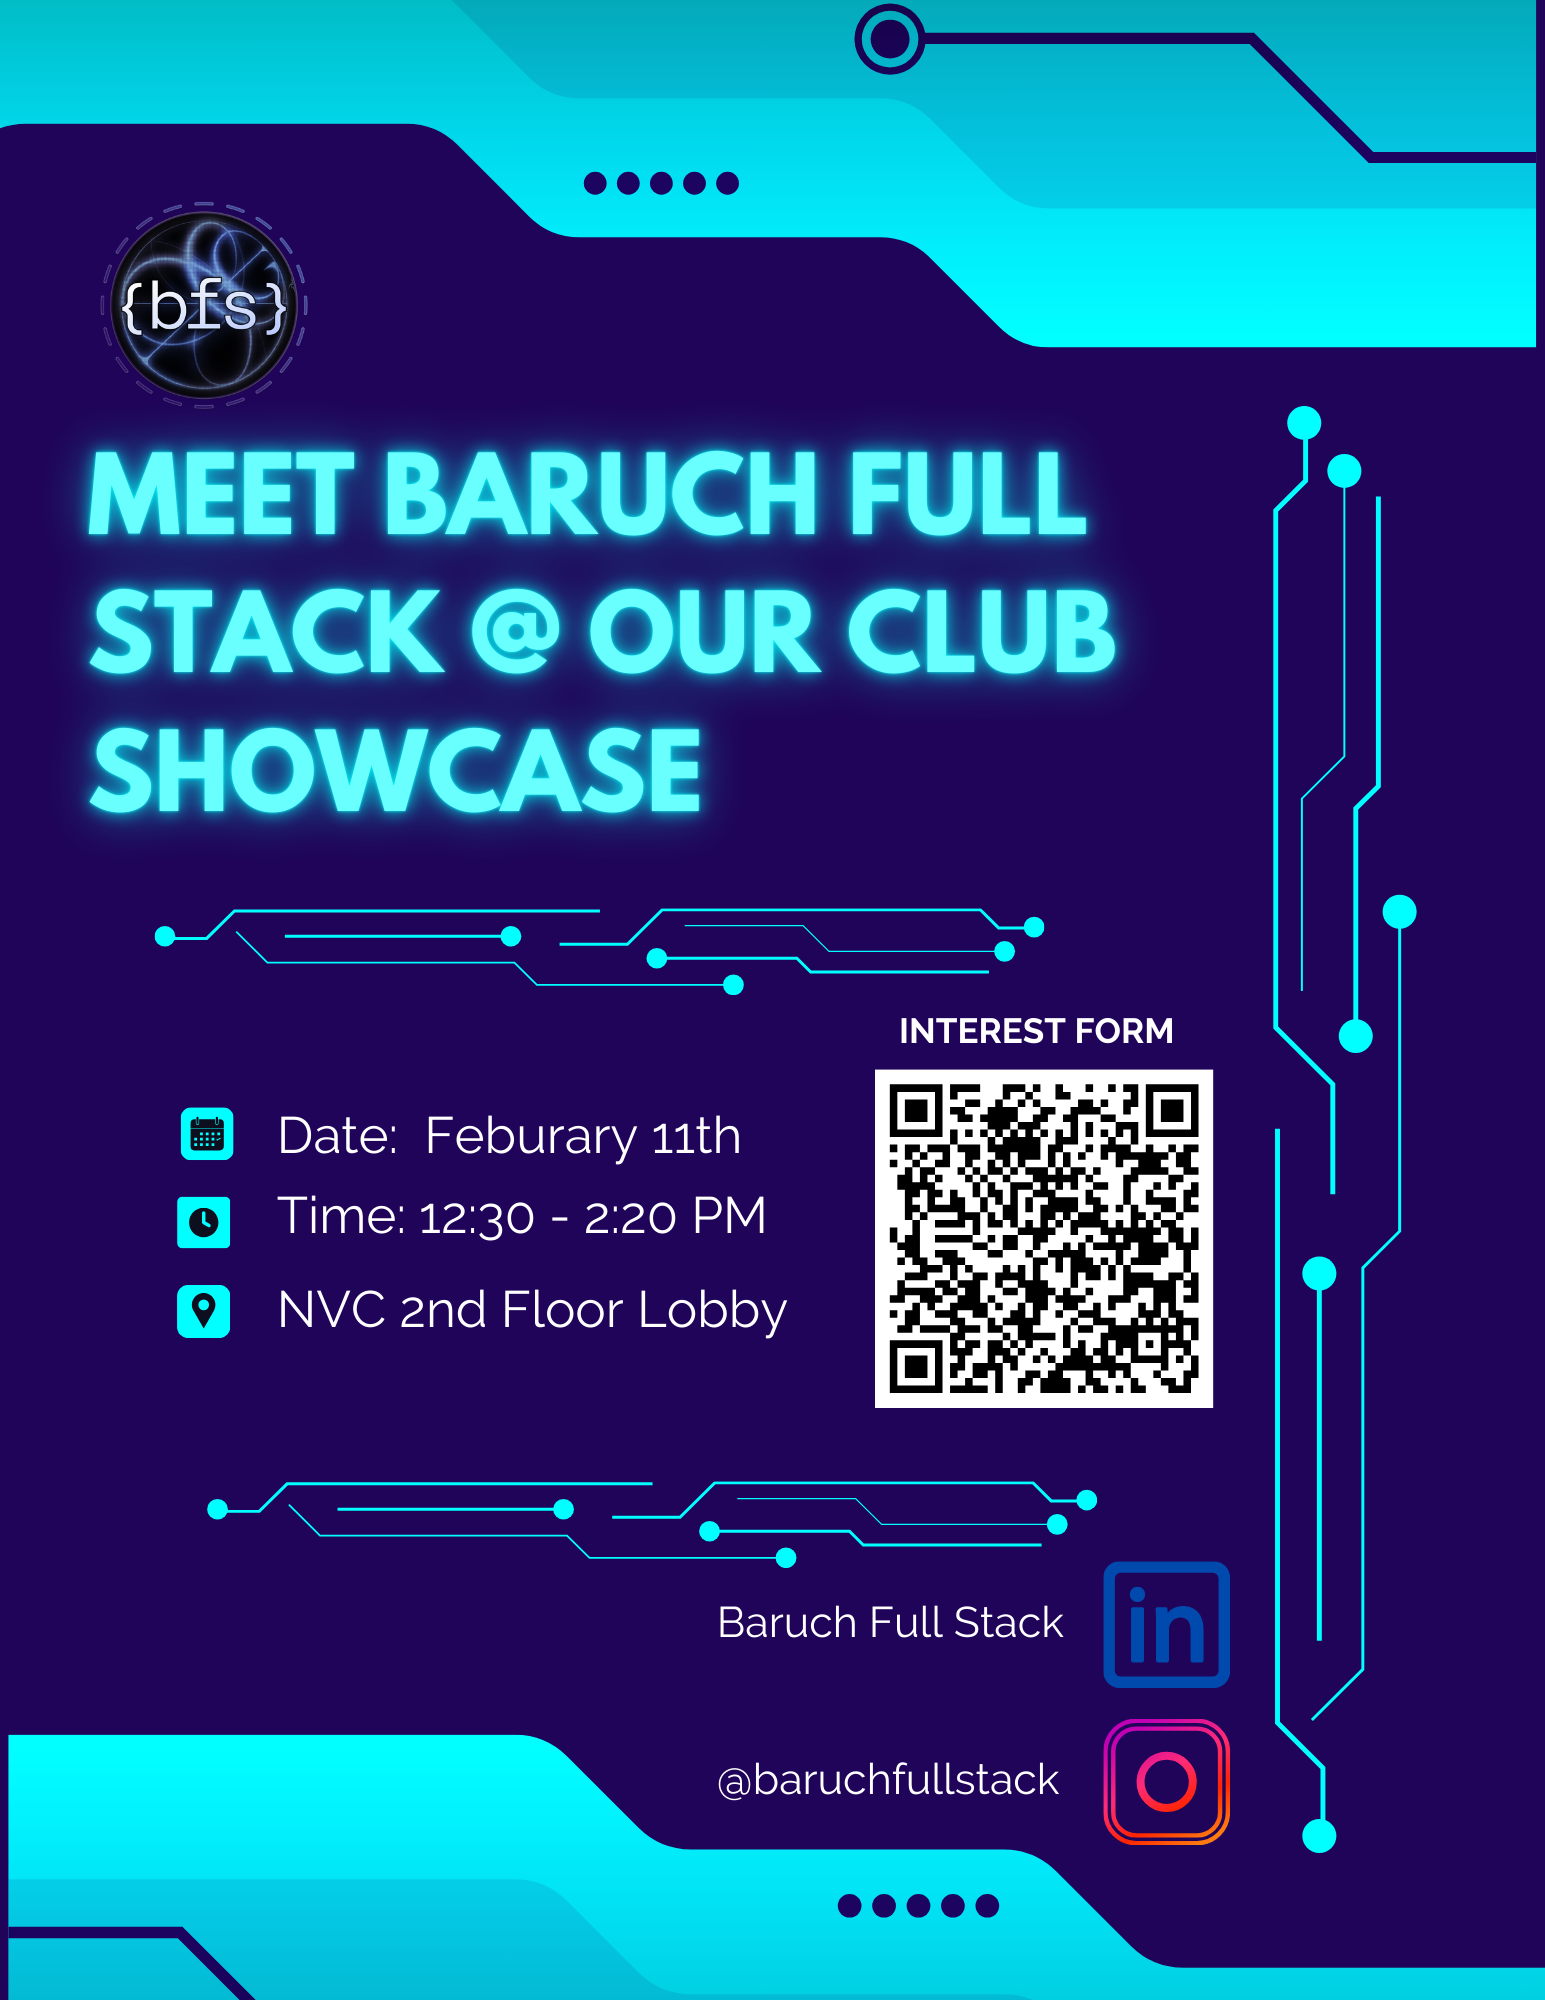 {bfs}
MEET BARUCH FULL
STACK @ OUR CLUB
SHOWCASE
INTEREST FORM
Date:  Feburary 11th
Time: 12:30 - 2:20 PM
NVC 2nd Floor Lobby
Baruch Full Stack
in
@baruchfullstack